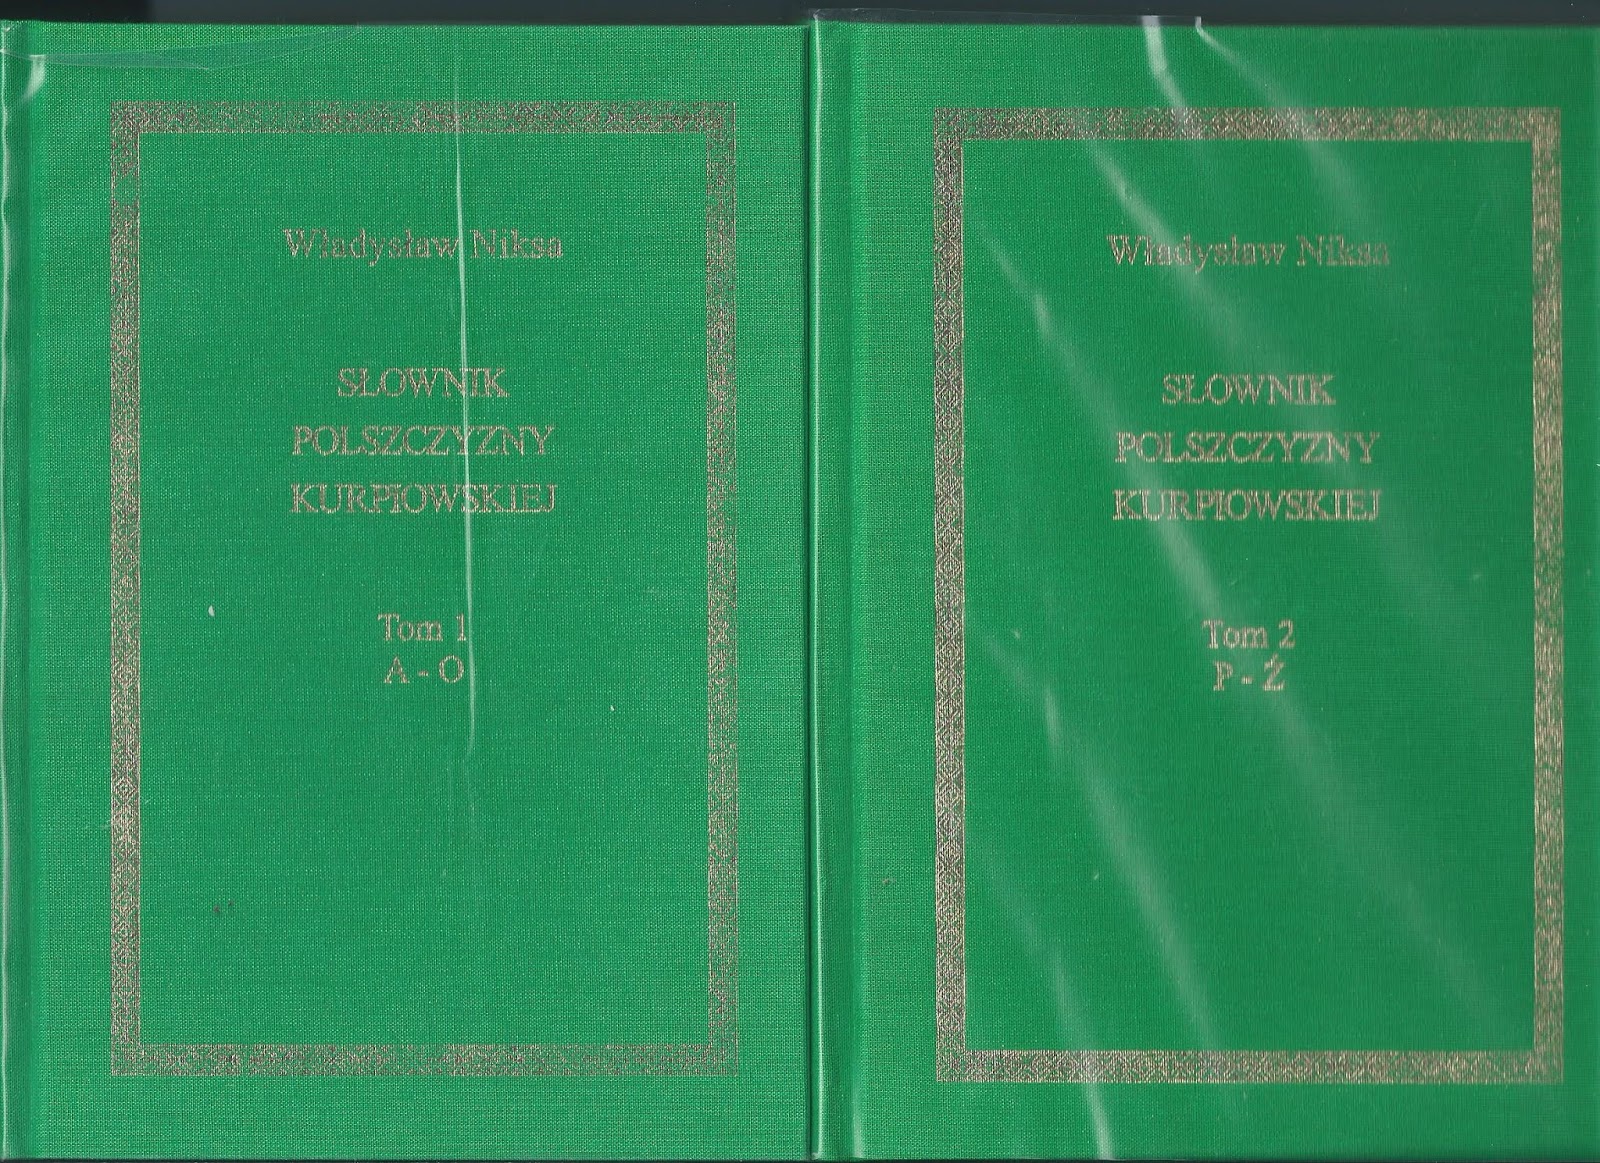 Władysław Niksa
SŁOWNIK
POLSZCZYZNY
KURPIOWSKIEJ
Tom 1
A - O
Władysław Niksa
SŁOWNIK
POLSZCZYZNY
KURPIOWSKIEJ
Tom 2
P - Ź